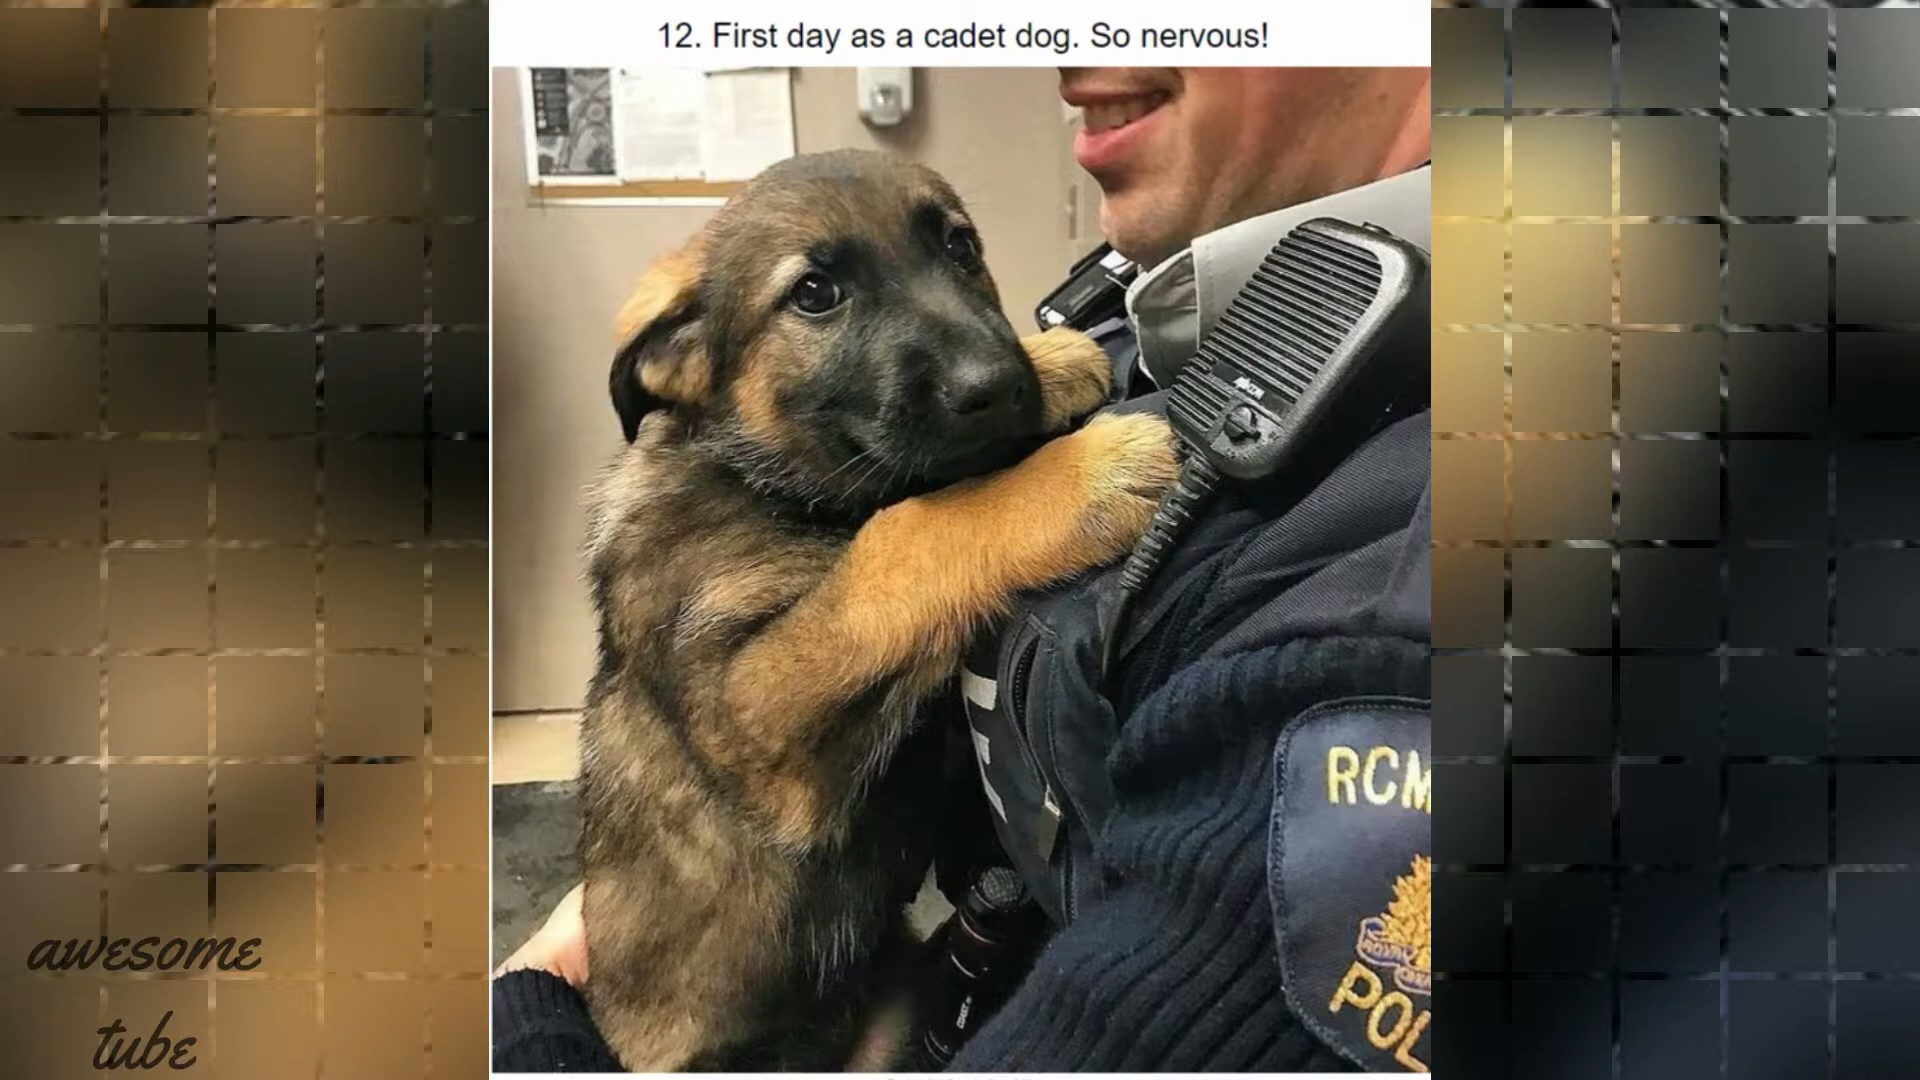 12. First day as a cadet dog. So nervous!
RCM
POL
awesome
tube